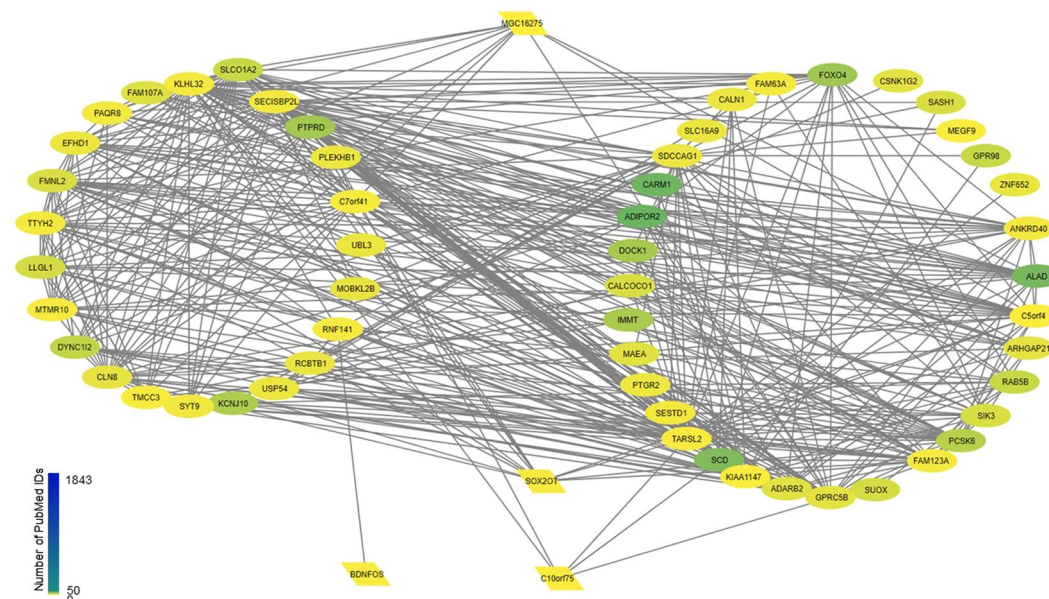 MGC16275
SLCO1A2
KLHL32
FAM107A
SECISBP2L
PAQR8
PTPRD
EFHD1
PLEKHB1
FMNL2
C7orf41
TTYH2
UBL3
LLGL1
MOBKL2B
MTMR10
RNF141
DYNC1I2
RCBTB1
CLN8
USP54
TMCC3
SYT9
KCNJ10
FAM63A
FOXO4
CSNK1G2
CALN1
SASH1
SLC16A9
MEGF9
SDCCAG1
GPR98
CARM1
ZNF652
ADIPOR2
ANKRD40
DOCK1
ALAD
CALCOCO1
C5orf4
IMMT
ARHGAP21
MAEA
RAB5B
PTGR2
SIK3
SESTD1
PCSK6
TARSL2
FAM123A
SCD
KIAA1147
ADARB2
GPRC5B
SUOX
SOX2OT
BDNFOS
C10orf75
Number of PubMed IDs
1843
50